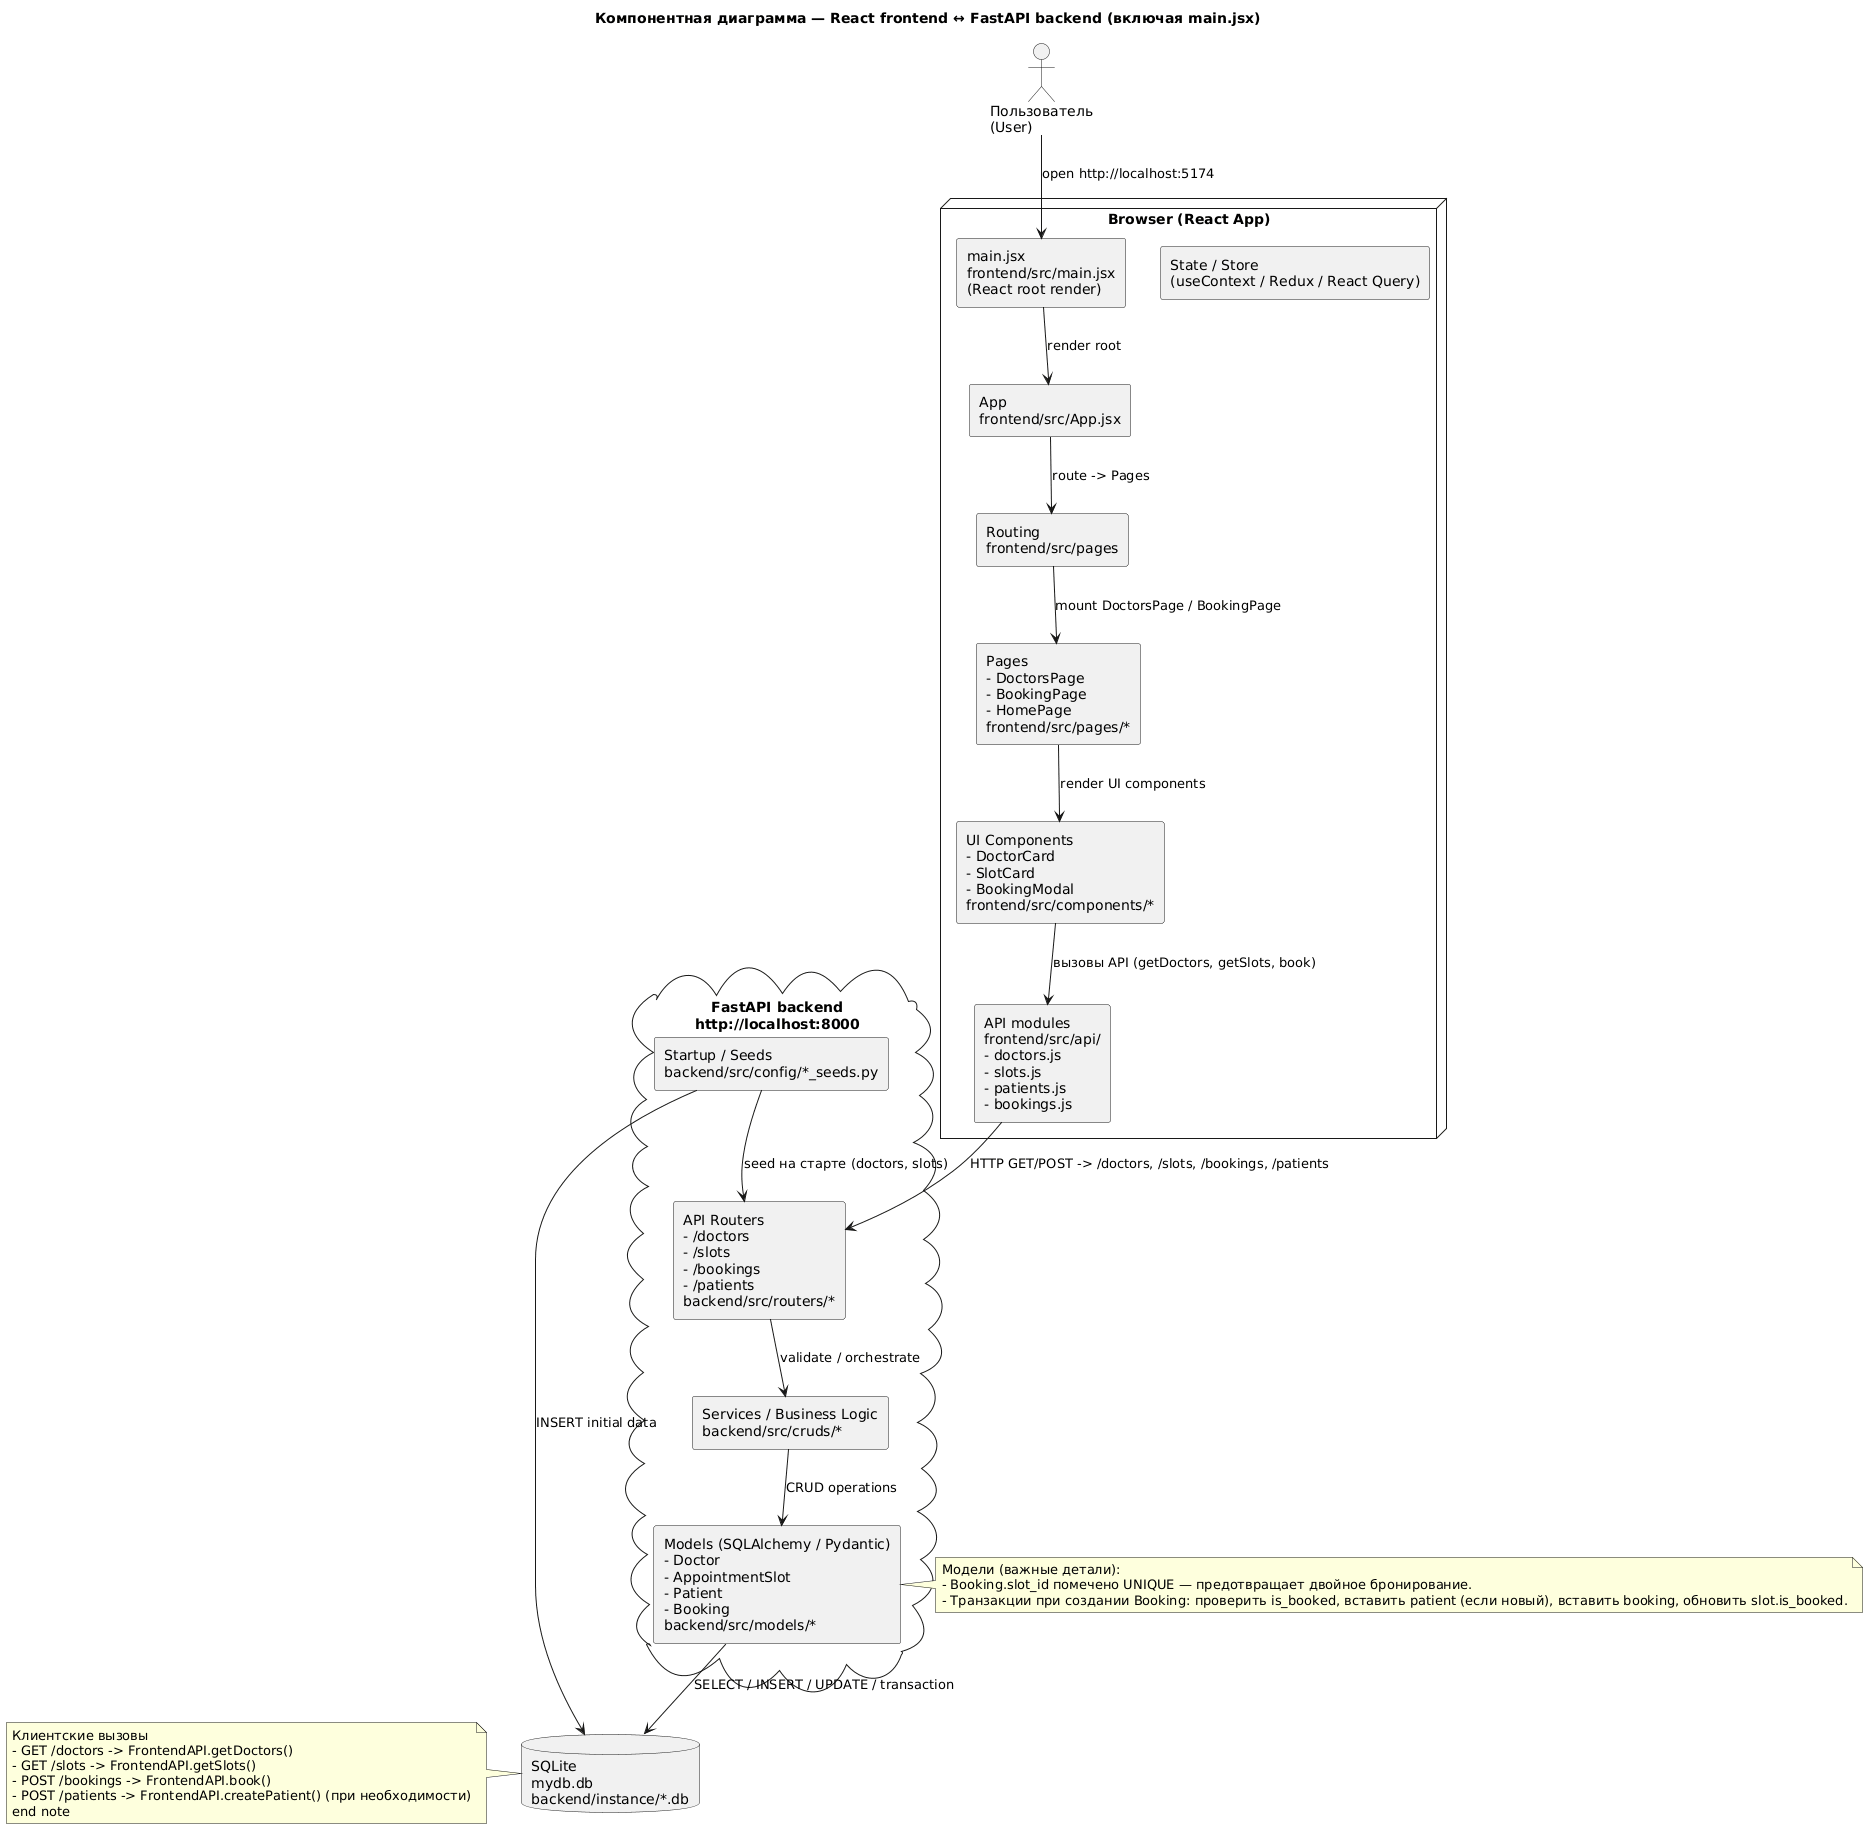 Компонентная диаграмма — React frontend ↔ FastAPI backend (включая main.jsx)
Пользователь
(User)
open http://localhost:5174
Browser (React App)
main.jsx
frontend/src/main.jsx
(React root render)
State / Store
(useContext / Redux / React Query)
render root
App
frontend/src/App.jsx
route -> Pages
Routing
frontend/src/pages
mount DoctorsPage / BookingPage
Pages
- DoctorsPage
- BookingPage
- HomePage
frontend/src/pages/*
render UI components
UI Components
- DoctorCard
- SlotCard
- BookingModal
frontend/src/components/*
вызовы API (getDoctors, getSlots, book)
API modules
frontend/src/api/
- doctors.js
- slots.js
- patients.js
- bookings.js
FastAPI backend
http://localhost:8000
Startup / Seeds
backend/src/config/*_seeds.py
seed на старте (doctors, slots)
HTTP GET/POST -> /doctors, /slots, /bookings, /patients
API Routers
- /doctors
- /slots
- /bookings
- /patients
backend/src/routers/*
validate / orchestrate
Services / Business Logic
backend/src/cruds/*
INSERT initial data
CRUD operations
Models (SQLAlchemy / Pydantic)
- Doctor
- AppointmentSlot
- Patient
- Booking
backend/src/models/*
Модели (важные детали):
- Booking.slot_id помечено UNIQUE — предотвращает двойное бронирование.
- Транзакции при создании Booking: проверить is_booked, вставить patient (если новый), вставить booking, обновить slot.is_booked.
SELECT / INSERT / UPDATE / transaction
Клиентские вызовы
- GET /doctors -> FrontendAPI.getDoctors()
- GET /slots -> FrontendAPI.getSlots()
- POST /bookings -> FrontendAPI.book()
- POST /patients -> FrontendAPI.createPatient() (при необходимости)
end note
SQLite
mydb.db
backend/instance/*.db